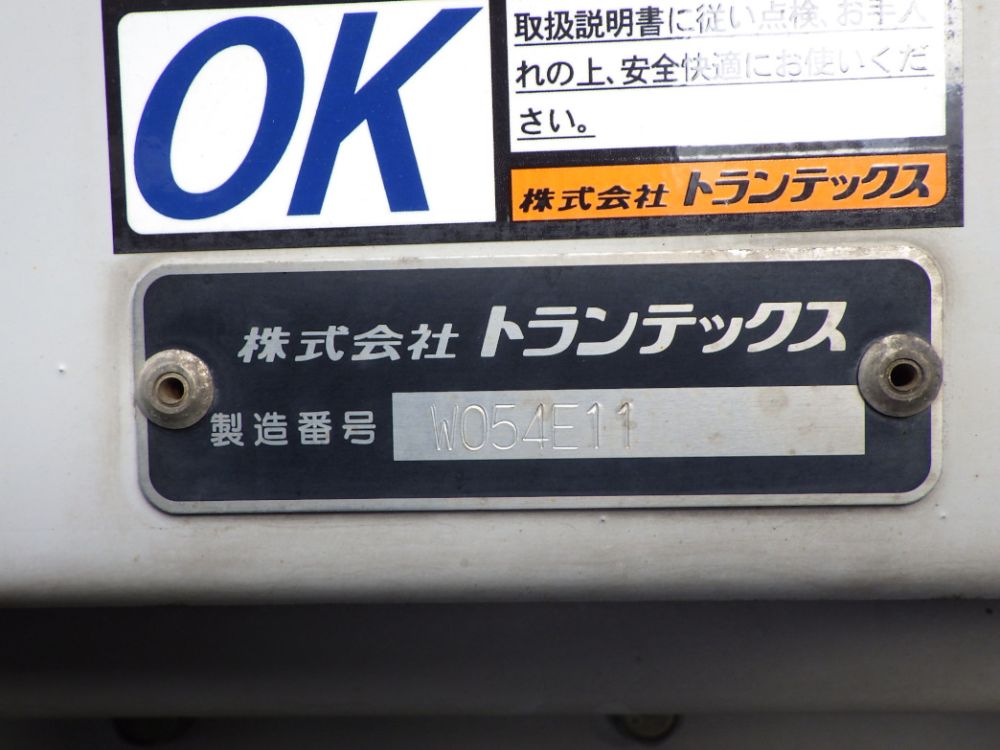 OK
取扱説明書に従い点検、お手入
れの上、安全快適にお使いくだ
さい。
株式会社 トランテックス
株式会社 トランテックス
製造番号 W054E11